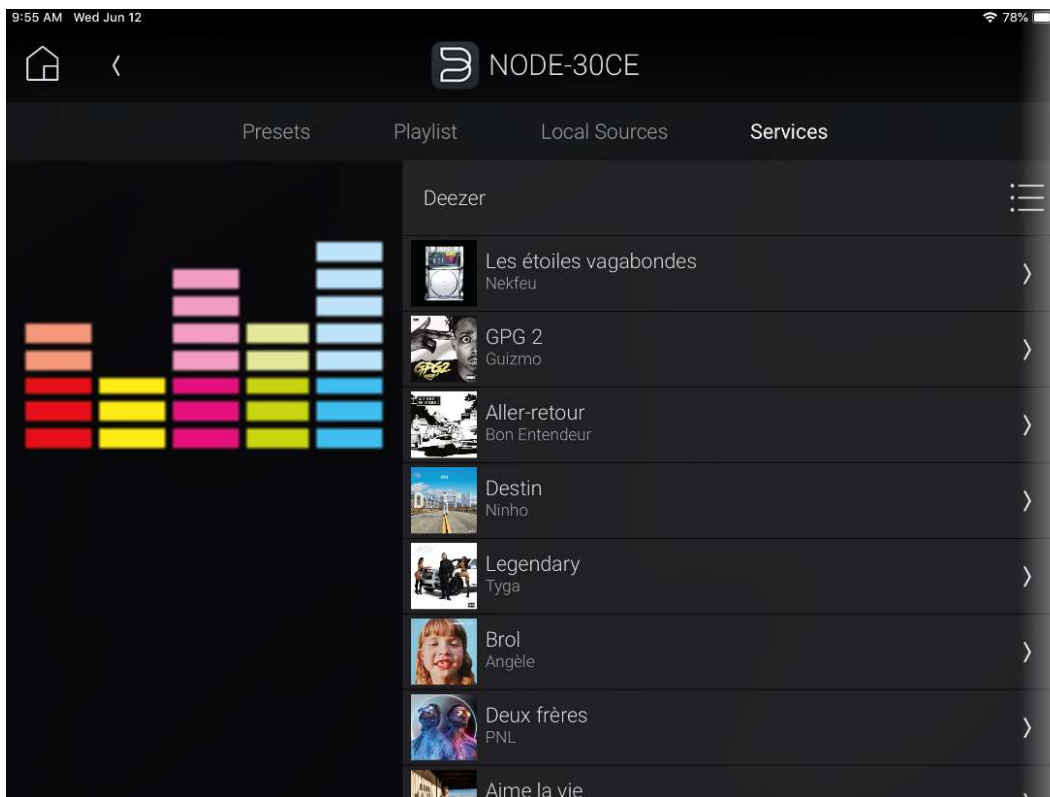 9:55 AM Wed Jun 12
78%
NODE-30CE
Presets
Playlist
Local Sources
Services
Deezer
Les étoiles vagabondes
Nekfeu
GPG 2
Guizmo
Aller-retour
Bon Entendeur
Destin
Ninho
Legendary
Tyga
Brol
Angèle
Deux frères
PNL
Aime la vie